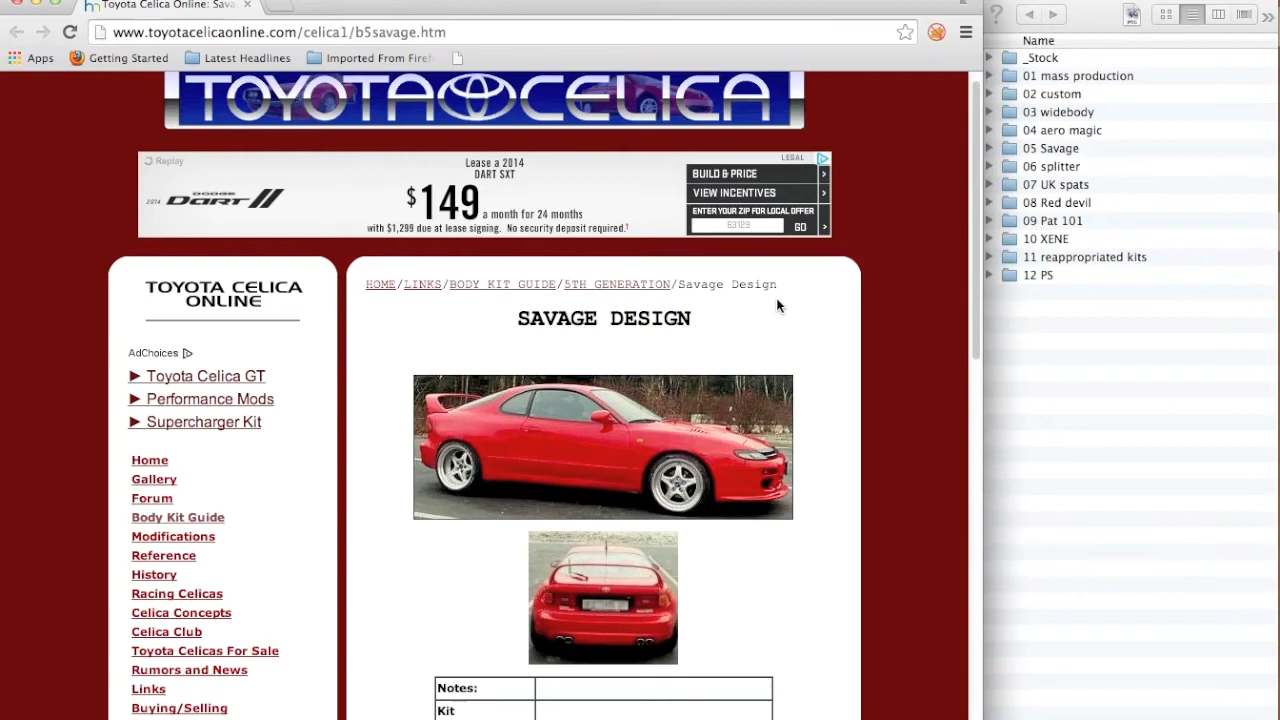 Toyota Celica Online: Sava
www.toyotacelicaonline.com/celica1/b5savage.htm
Apps
Getting Started
Latest Headlines
Imported From Firef
TOYOTA CELICA
Replay
Lease a 2014
DART SXT
LEGAL
2014 DODGE DART
$149 a month for 24 months
with $1,299 due at lease signing. No security deposit required.†
BUILD & PRICE
VIEW INCENTIVES
ENTER YOUR ZIP FOR LOCAL OFFER
63129 GO
TOYOTA CELICA
ONLINE
AdChoices
► Toyota Celica GT
► Performance Mods
► Supercharger Kit
Home
Gallery
Forum
Body Kit Guide
Modifications
Reference
History
Racing Celicas
Celica Concepts
Celica Club
Toyota Celicas For Sale
Rumors and News
Links
Buying/Selling
HOME/LINKS/BODY KIT GUIDE/5TH GENERATION/Savage Design
SAVAGE DESIGN
Notes:
Kit
Name
_Stock
01 mass production
02 custom
03 widebody
04 aero magic
05 Savage
06 splitter
07 UK spats
08 Red devil
09 Pat 101
10 XENE
11 reappropriated kits
12 PS